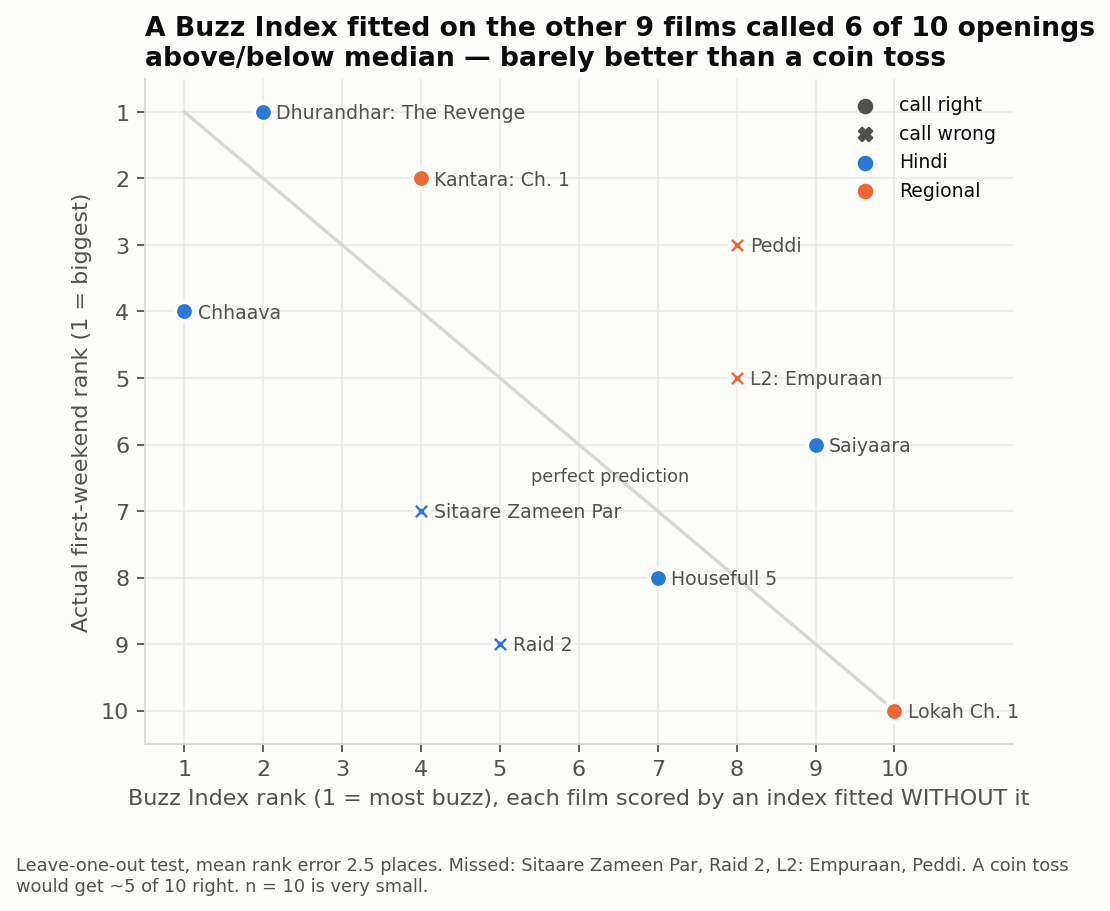 A Buzz Index fitted on the other 9 films called 6 of 10 openings
above/below median — barely better than a coin toss
call right
call wrong
Hindi
Regional
Actual first-weekend rank (1 = biggest)
1
2
3
4
5
6
7
8
9
10
Dhurandhar: The Revenge
Kantara: Ch. 1
Peddi
Chhaava
L2: Empuraan
Saiyaara
perfect prediction
Sitaare Zameen Par
Housefull 5
Raid 2
Lokah Ch. 1
1 2 3 4 5 6 7 8 9 10
Buzz Index rank (1 = most buzz), each film scored by an index fitted WITHOUT it
Leave-one-out test, mean rank error 2.5 places. Missed: Sitaare Zameen Par, Raid 2, L2: Empuraan, Peddi. A coin toss
would get ~5 of 10 right. n = 10 is very small.